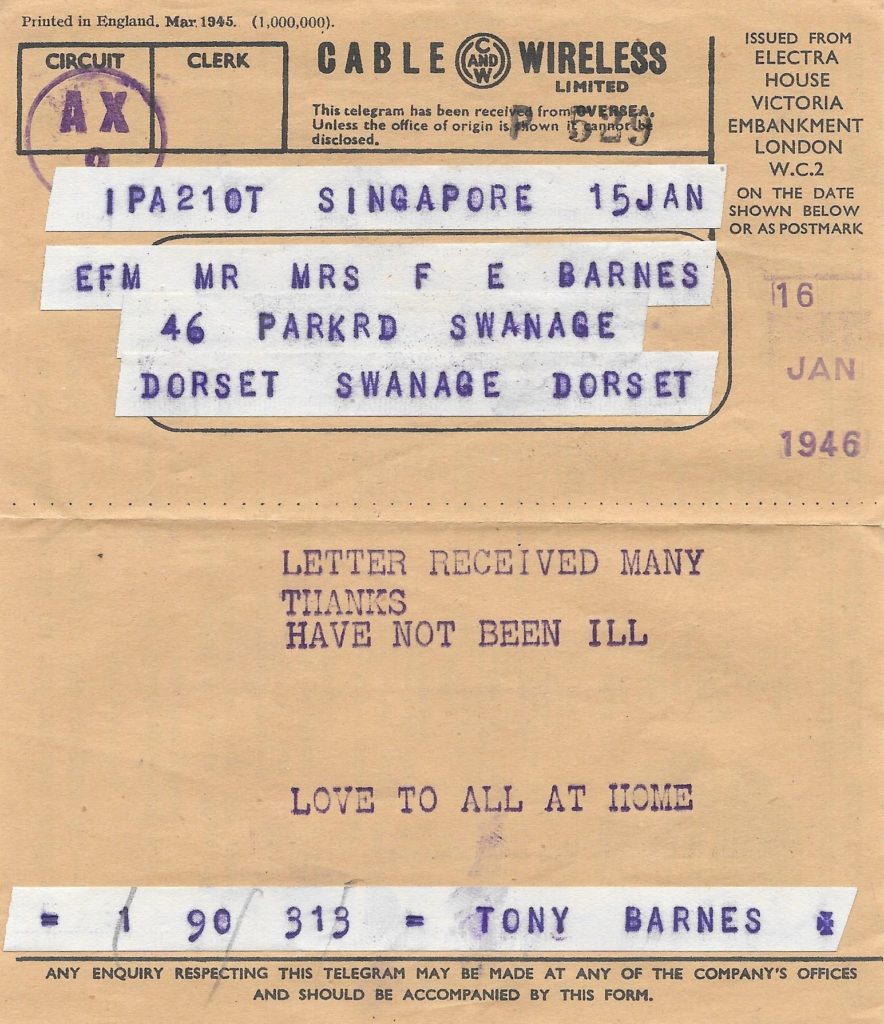 Printed in England. Mar. 1945. (1,000,000).
CIRCUIT
CLERK
AX
CABLE C AND W WIRELESS
LIMITED
This telegram has been received from OVERSEA.
Unless the office of origin is shown it cannot be
disclosed.
P 529
ISSUED FROM
ELECTRA
HOUSE
VICTORIA
EMBANKMENT
LONDON
W.C.2
ON THE DATE
SHOWN BELOW
OR AS POSTMARK
IPA210T SINGAPORE 15JAN
EFM MR MRS F E BARNES
46 PARKRD SWANAGE
DORSET SWANAGE DORSET
16
JAN
1946
LETTER RECEIVED MANY
THANKS
HAVE NOT BEEN ILL
LOVE TO ALL AT HOME
= 1 90 313 = TONY BARNES
ANY ENQUIRY RESPECTING THIS TELEGRAM MAY BE MADE AT ANY OF THE COMPANY'S OFFICES
AND SHOULD BE ACCOMPANIED BY THIS FORM.